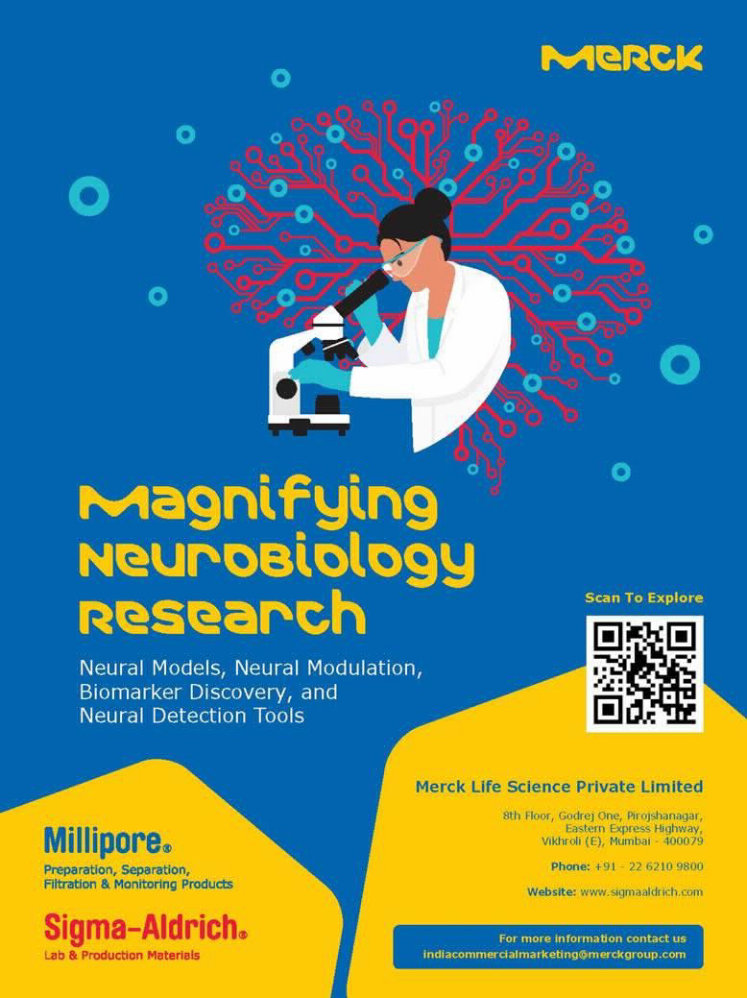 MERCK
Magnifying
Neurobiology
Research
Neural Models, Neural Modulation,
Biomarker Discovery, and
Neural Detection Tools
Scan To Explore
Merck Life Science Private Limited
8th Floor, Godrej One, Pirojshanagar,
Eastern Express Highway,
Vikhroli (E), Mumbai - 400079
Phone: +91 - 22 6210 9800
Website: www.sigmaaldrich.com
For more information contact us
indiacommercialmarketing@merckgroup.com
Millipore®
Preparation, Separation,
Filtration & Monitoring Products
Sigma-Aldrich®
Lab & Production Materials